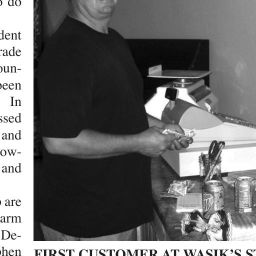 o do
dent
rade
oun-
been
In
ssed
and
ow-
and
are
arm
De-
phen
FIRST CUSTOMER AT WASIK'S ST